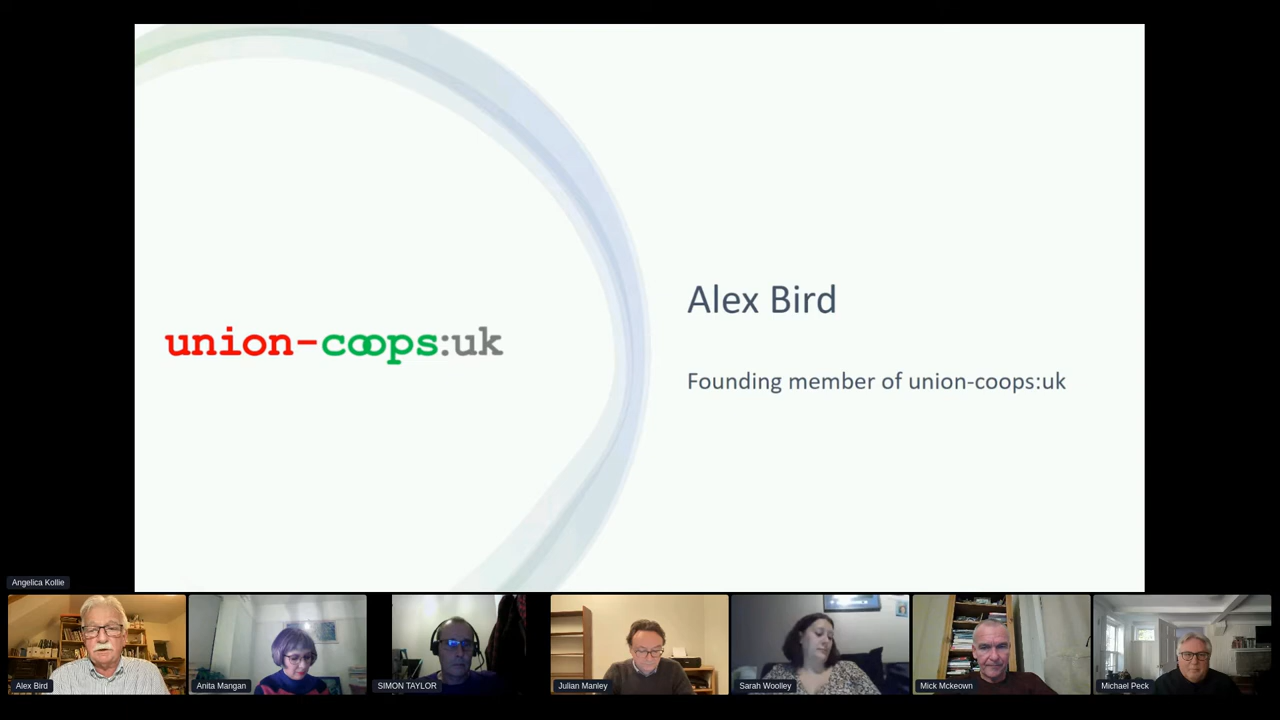 union-coops:uk
Alex Bird
Founding member of union-coops:uk
Angelica Kollie
Alex Bird
Anita Mangan
SIMON TAYLOR
Julian Manley
Sarah Woolley
Mick Mckeown
Michael Peck